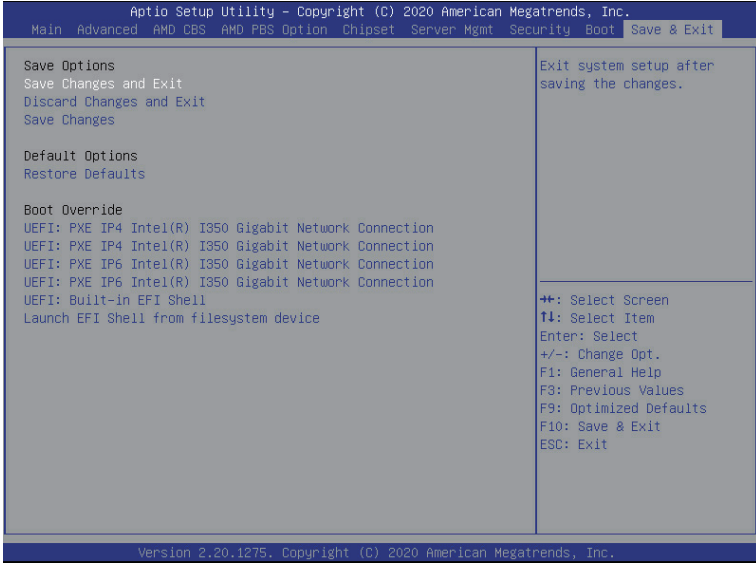 Aptio Setup Utility – Copyright (C) 2020 American Megatrends, Inc.
Main Advanced AMD CBS AMD PBS Option Chipset Server Mgmt Security Boot Save & Exit
Save Options
Save Changes and Exit
Discard Changes and Exit
Save Changes
Default Options
Restore Defaults
Boot Override
UEFI: PXE IP4 Intel(R) I350 Gigabit Network Connection
UEFI: PXE IP4 Intel(R) I350 Gigabit Network Connection
UEFI: PXE IP6 Intel(R) I350 Gigabit Network Connection
UEFI: PXE IP6 Intel(R) I350 Gigabit Network Connection
UEFI: Built-in EFI Shell
Launch EFI Shell from filesystem device
Exit system setup after
saving the changes.
→←: Select Screen
↑↓: Select Item
Enter: Select
+/-: Change Opt.
F1: General Help
F3: Previous Values
F9: Optimized Defaults
F10: Save & Exit
ESC: Exit
Version 2.20.1275. Copyright (C) 2020 American Megatrends, Inc.